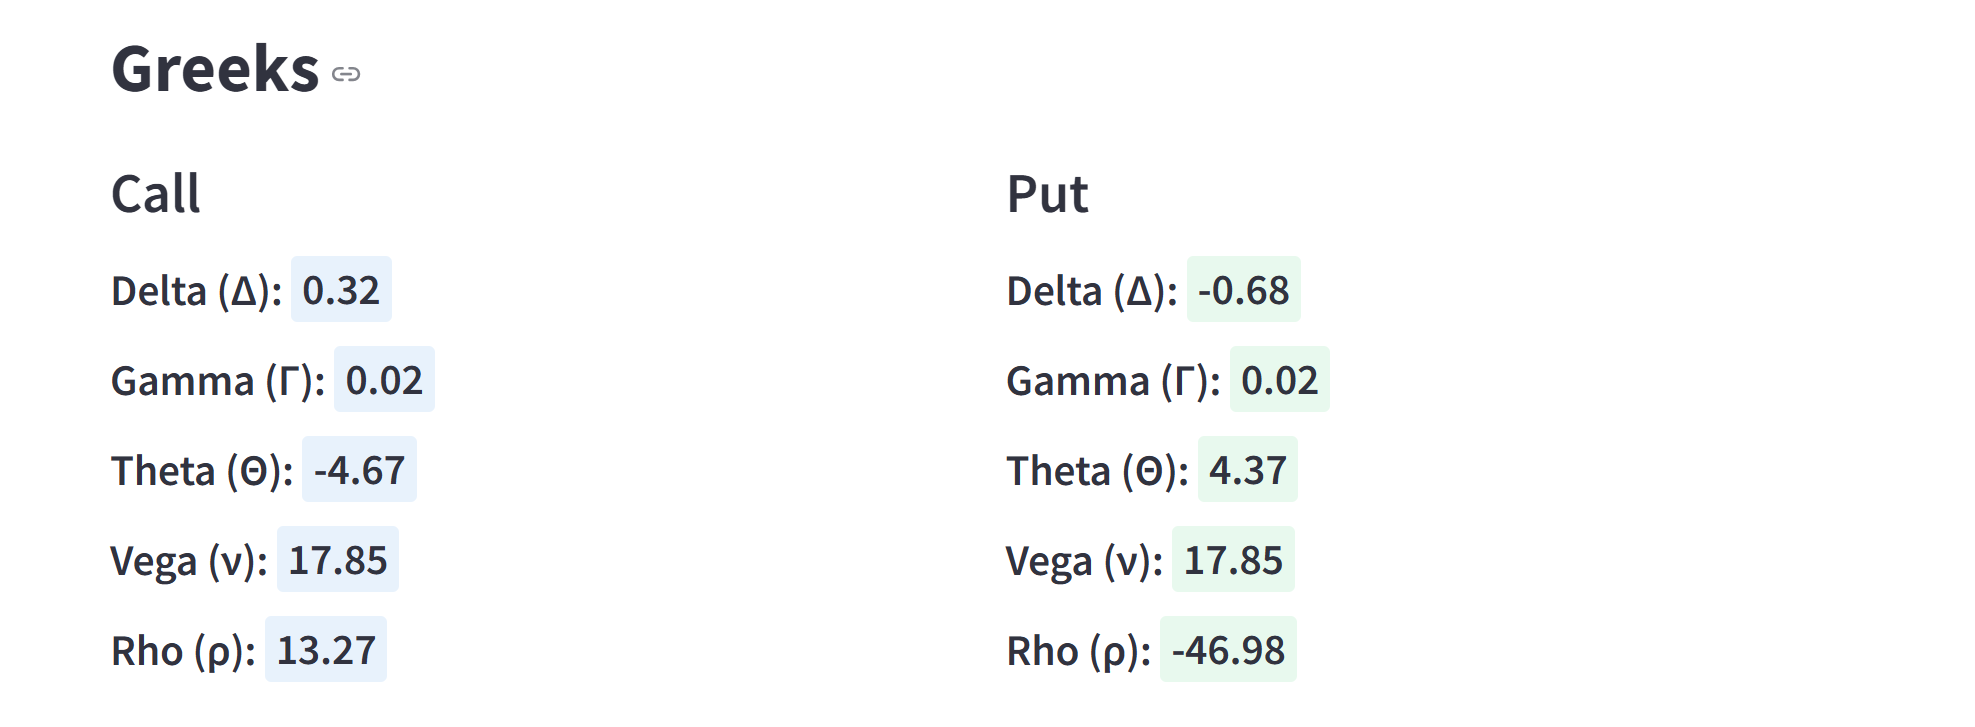 Greeks
Call
Delta (Δ): 0.32
Gamma (Γ): 0.02
Theta (Θ): -4.67
Vega (ν): 17.85
Rho (ρ): 13.27
Put
Delta (Δ): -0.68
Gamma (Γ): 0.02
Theta (Θ): 4.37
Vega (ν): 17.85
Rho (ρ): -46.98